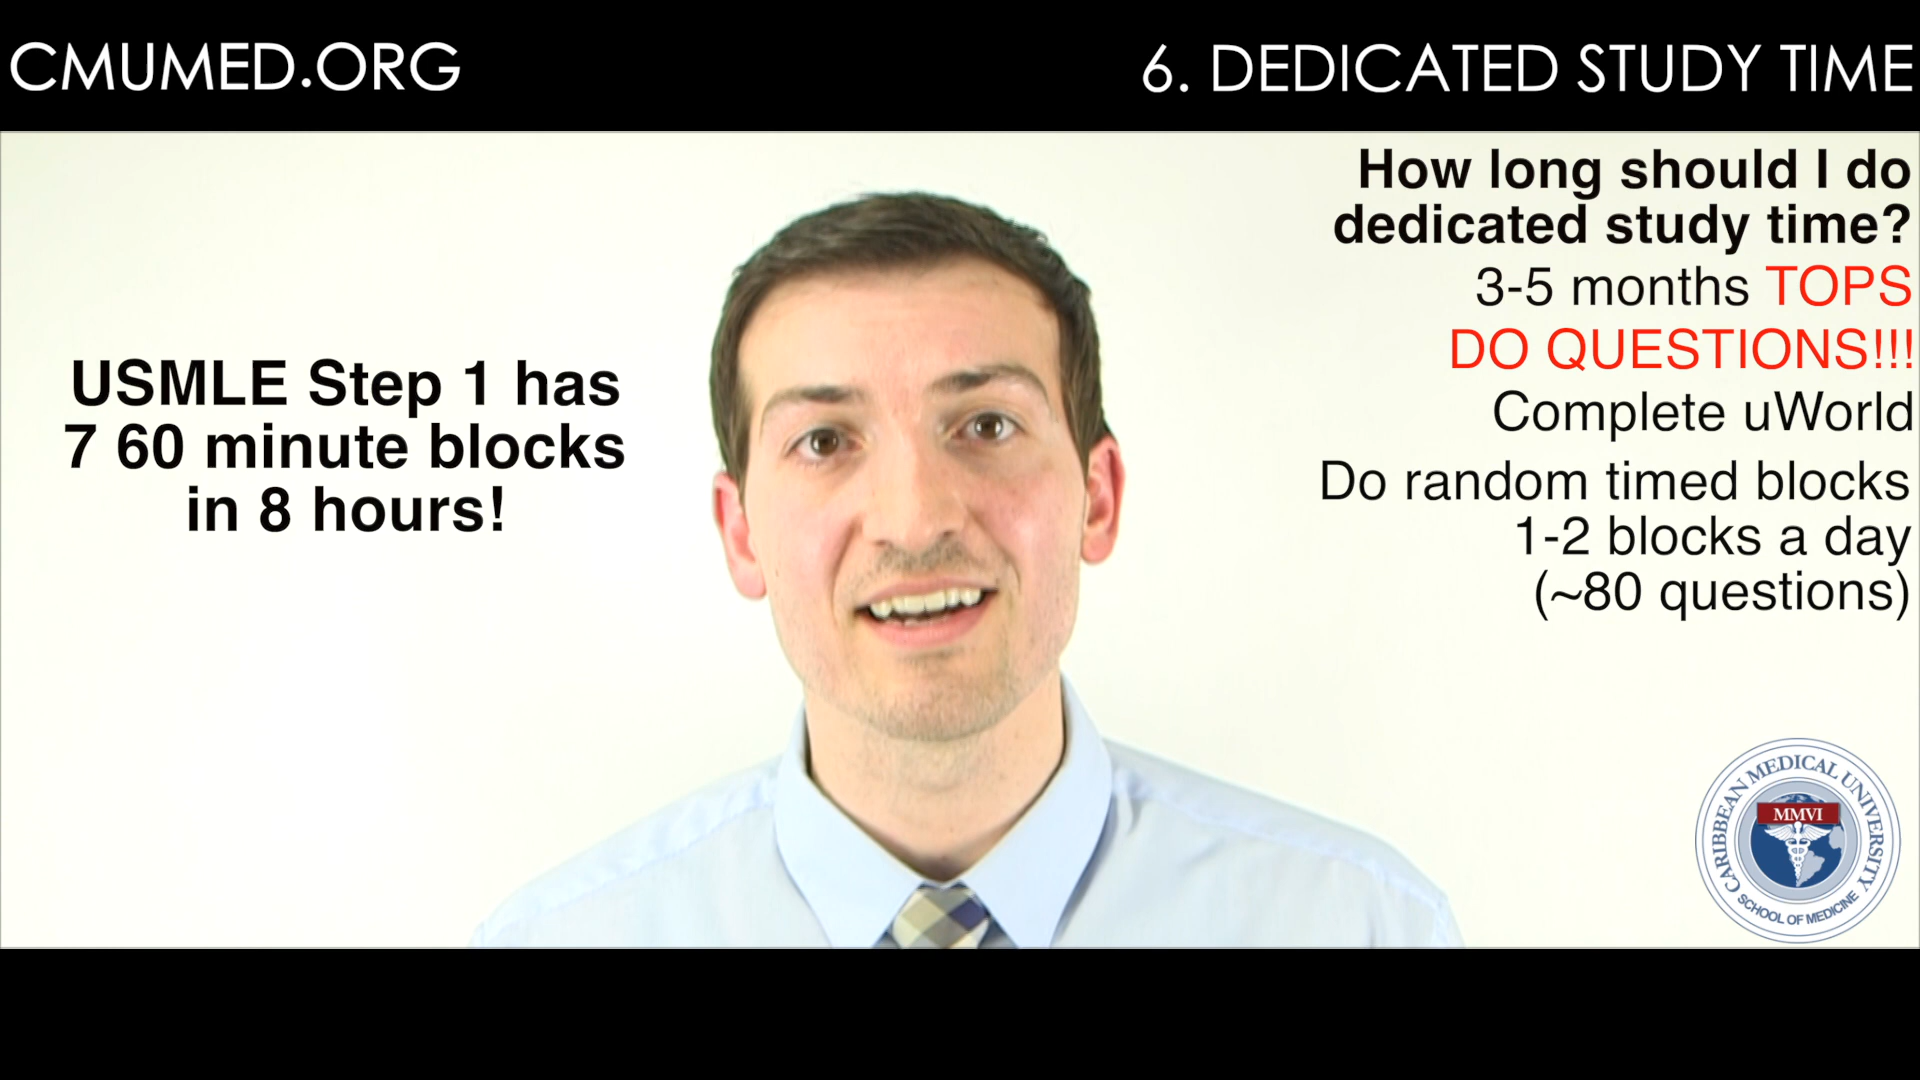 CMUMED.ORG
6. DEDICATED STUDY TIME
USMLE Step 1 has
7 60 minute blocks
in 8 hours!
How long should I do
dedicated study time?
3-5 months TOPS
DO QUESTIONS!!!
Complete uWorld
Do random timed blocks
1-2 blocks a day
(~80 questions)
CARIBBEAN MEDICAL UNIVERSITY
MMVI
SCHOOL OF MEDICINE